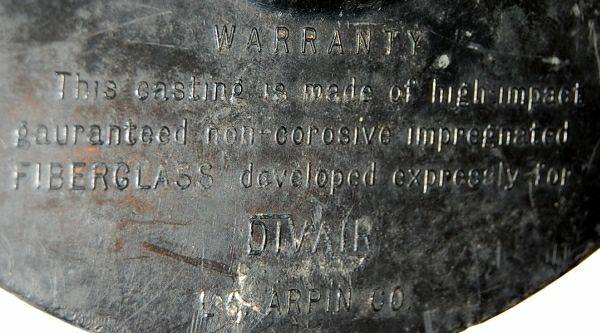 WARRANTY
This casting is made of high-impact
gauranteed non-corosive impregnated
FIBERGLASS developed expressly for
DIVAIR
ARPIN CO.